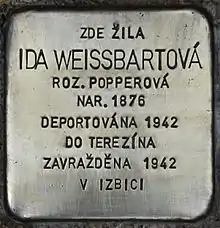 ZDE ŽILA
IDA WEISSBARTOVÁ
ROZ. POPPEROVÁ
NAR. 1876
DEPORTOVÁNA 1942
DO TEREZÍNA
ZAVRAŽDĚNA 1942
V IZBICI